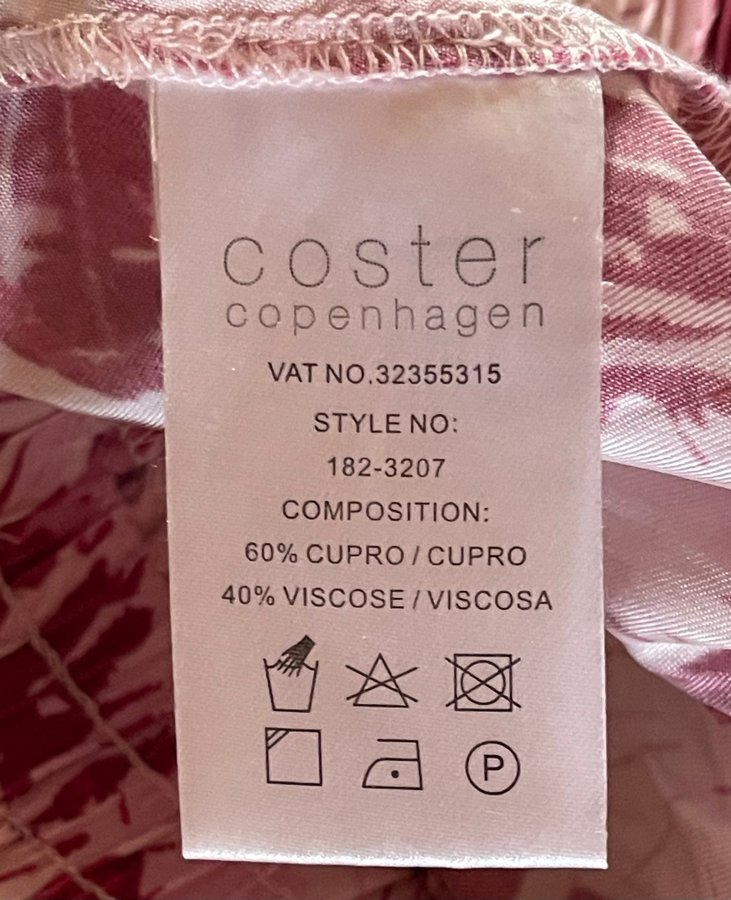 coster
copenhagen
VAT NO.32355315
STYLE NO:
182-3207
COMPOSITION:
60% CUPRO / CUPRO
40% VISCOSE / VISCOSA
P